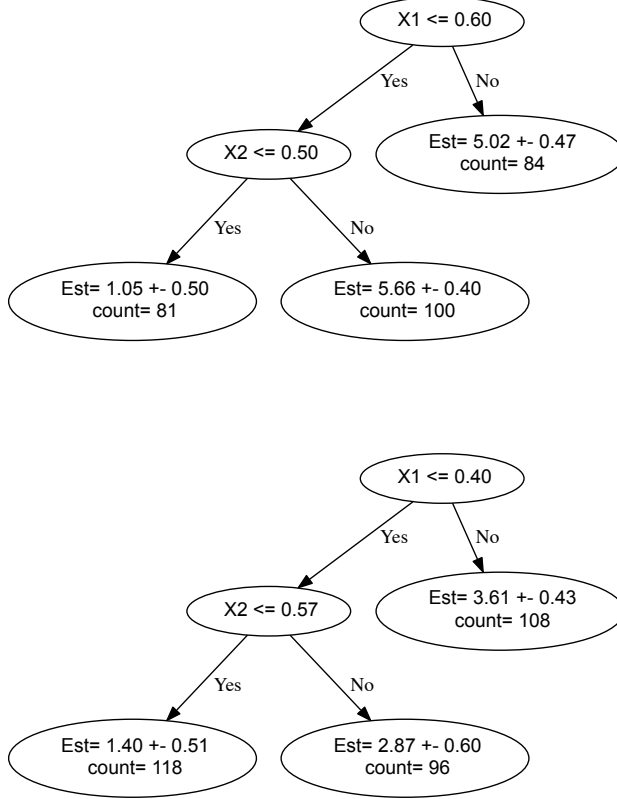 X1 <= 0.60
Yes
No
X2 <= 0.50
Est= 5.02 +- 0.47
count= 84
Yes
No
Est= 1.05 +- 0.50
count= 81
Est= 5.66 +- 0.40
count= 100
X1 <= 0.40
Yes
No
X2 <= 0.57
Est= 3.61 +- 0.43
count= 108
Yes
No
Est= 1.40 +- 0.51
count= 118
Est= 2.87 +- 0.60
count= 96